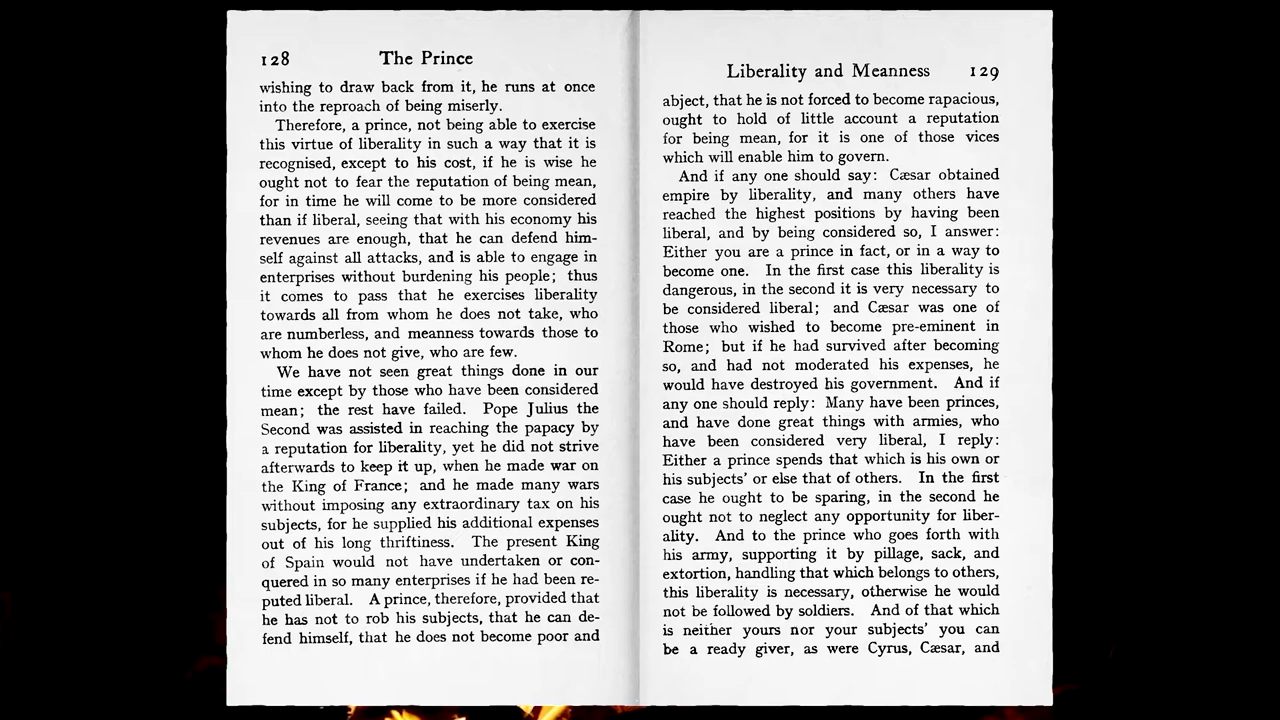 128 The Prince
wishing to draw back from it, he runs at once
into the reproach of being miserly.
Therefore, a prince, not being able to exercise
this virtue of liberality in such a way that it is
recognised, except to his cost, if he is wise he
ought not to fear the reputation of being mean,
for in time he will come to be more considered
than if liberal, seeing that with his economy his
revenues are enough, that he can defend him-
self against all attacks, and is able to engage in
enterprises without burdening his people; thus
it comes to pass that he exercises liberality
towards all from whom he does not take, who
are numberless, and meanness towards those to
whom he does not give, who are few.
We have not seen great things done in our
time except by those who have been considered
mean; the rest have failed. Pope Julius the
Second was assisted in reaching the papacy by
a reputation for liberality, yet he did not strive
afterwards to keep it up, when he made war on
the King of France; and he made many wars
without imposing any extraordinary tax on his
subjects, for he supplied his additional expenses
out of his long thriftiness. The present King
of Spain would not have undertaken or con-
quered in so many enterprises if he had been re-
puted liberal. A prince, therefore, provided that
he has not to rob his subjects, that he can de-
fend himself, that he does not become poor and
Liberality and Meanness 129
abject, that he is not forced to become rapacious,
ought to hold of little account a reputation
for being mean, for it is one of those vices
which will enable him to govern.
And if any one should say: Cæsar obtained
empire by liberality, and many others have
reached the highest positions by having been
liberal, and by being considered so, I answer:
Either you are a prince in fact, or in a way to
become one. In the first case this liberality is
dangerous, in the second it is very necessary to
be considered liberal; and Cæsar was one of
those who wished to become pre-eminent in
Rome; but if he had survived after becoming
so, and had not moderated his expenses, he
would have destroyed his government. And if
any one should reply: Many have been princes,
and have done great things with armies, who
have been considered very liberal, I reply:
Either a prince spends that which is his own or
his subjects' or else that of others. In the first
case he ought to be sparing, in the second he
ought not to neglect any opportunity for liber-
ality. And to the prince who goes forth with
his army, supporting it by pillage, sack, and
extortion, handling that which belongs to others,
this liberality is necessary, otherwise he would
not be followed by soldiers. And of that which
is neither yours nor your subjects' you can
be a ready giver, as were Cyrus, Cæsar, and